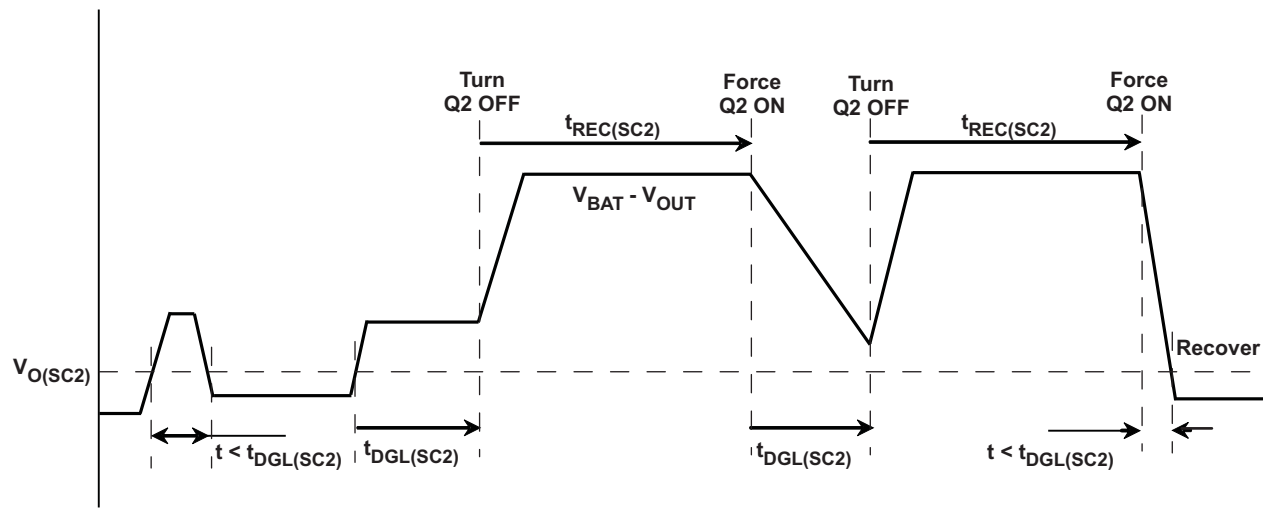 Turn
Q2 OFF
Force
Q2 ON
Turn
Q2 OFF
Force
Q2 ON
tREC(SC2)
tREC(SC2)
VBAT - VOUT
VO(SC2)
Recover
t < tDGL(SC2)
tDGL(SC2)
tDGL(SC2)
t < tDGL(SC2)